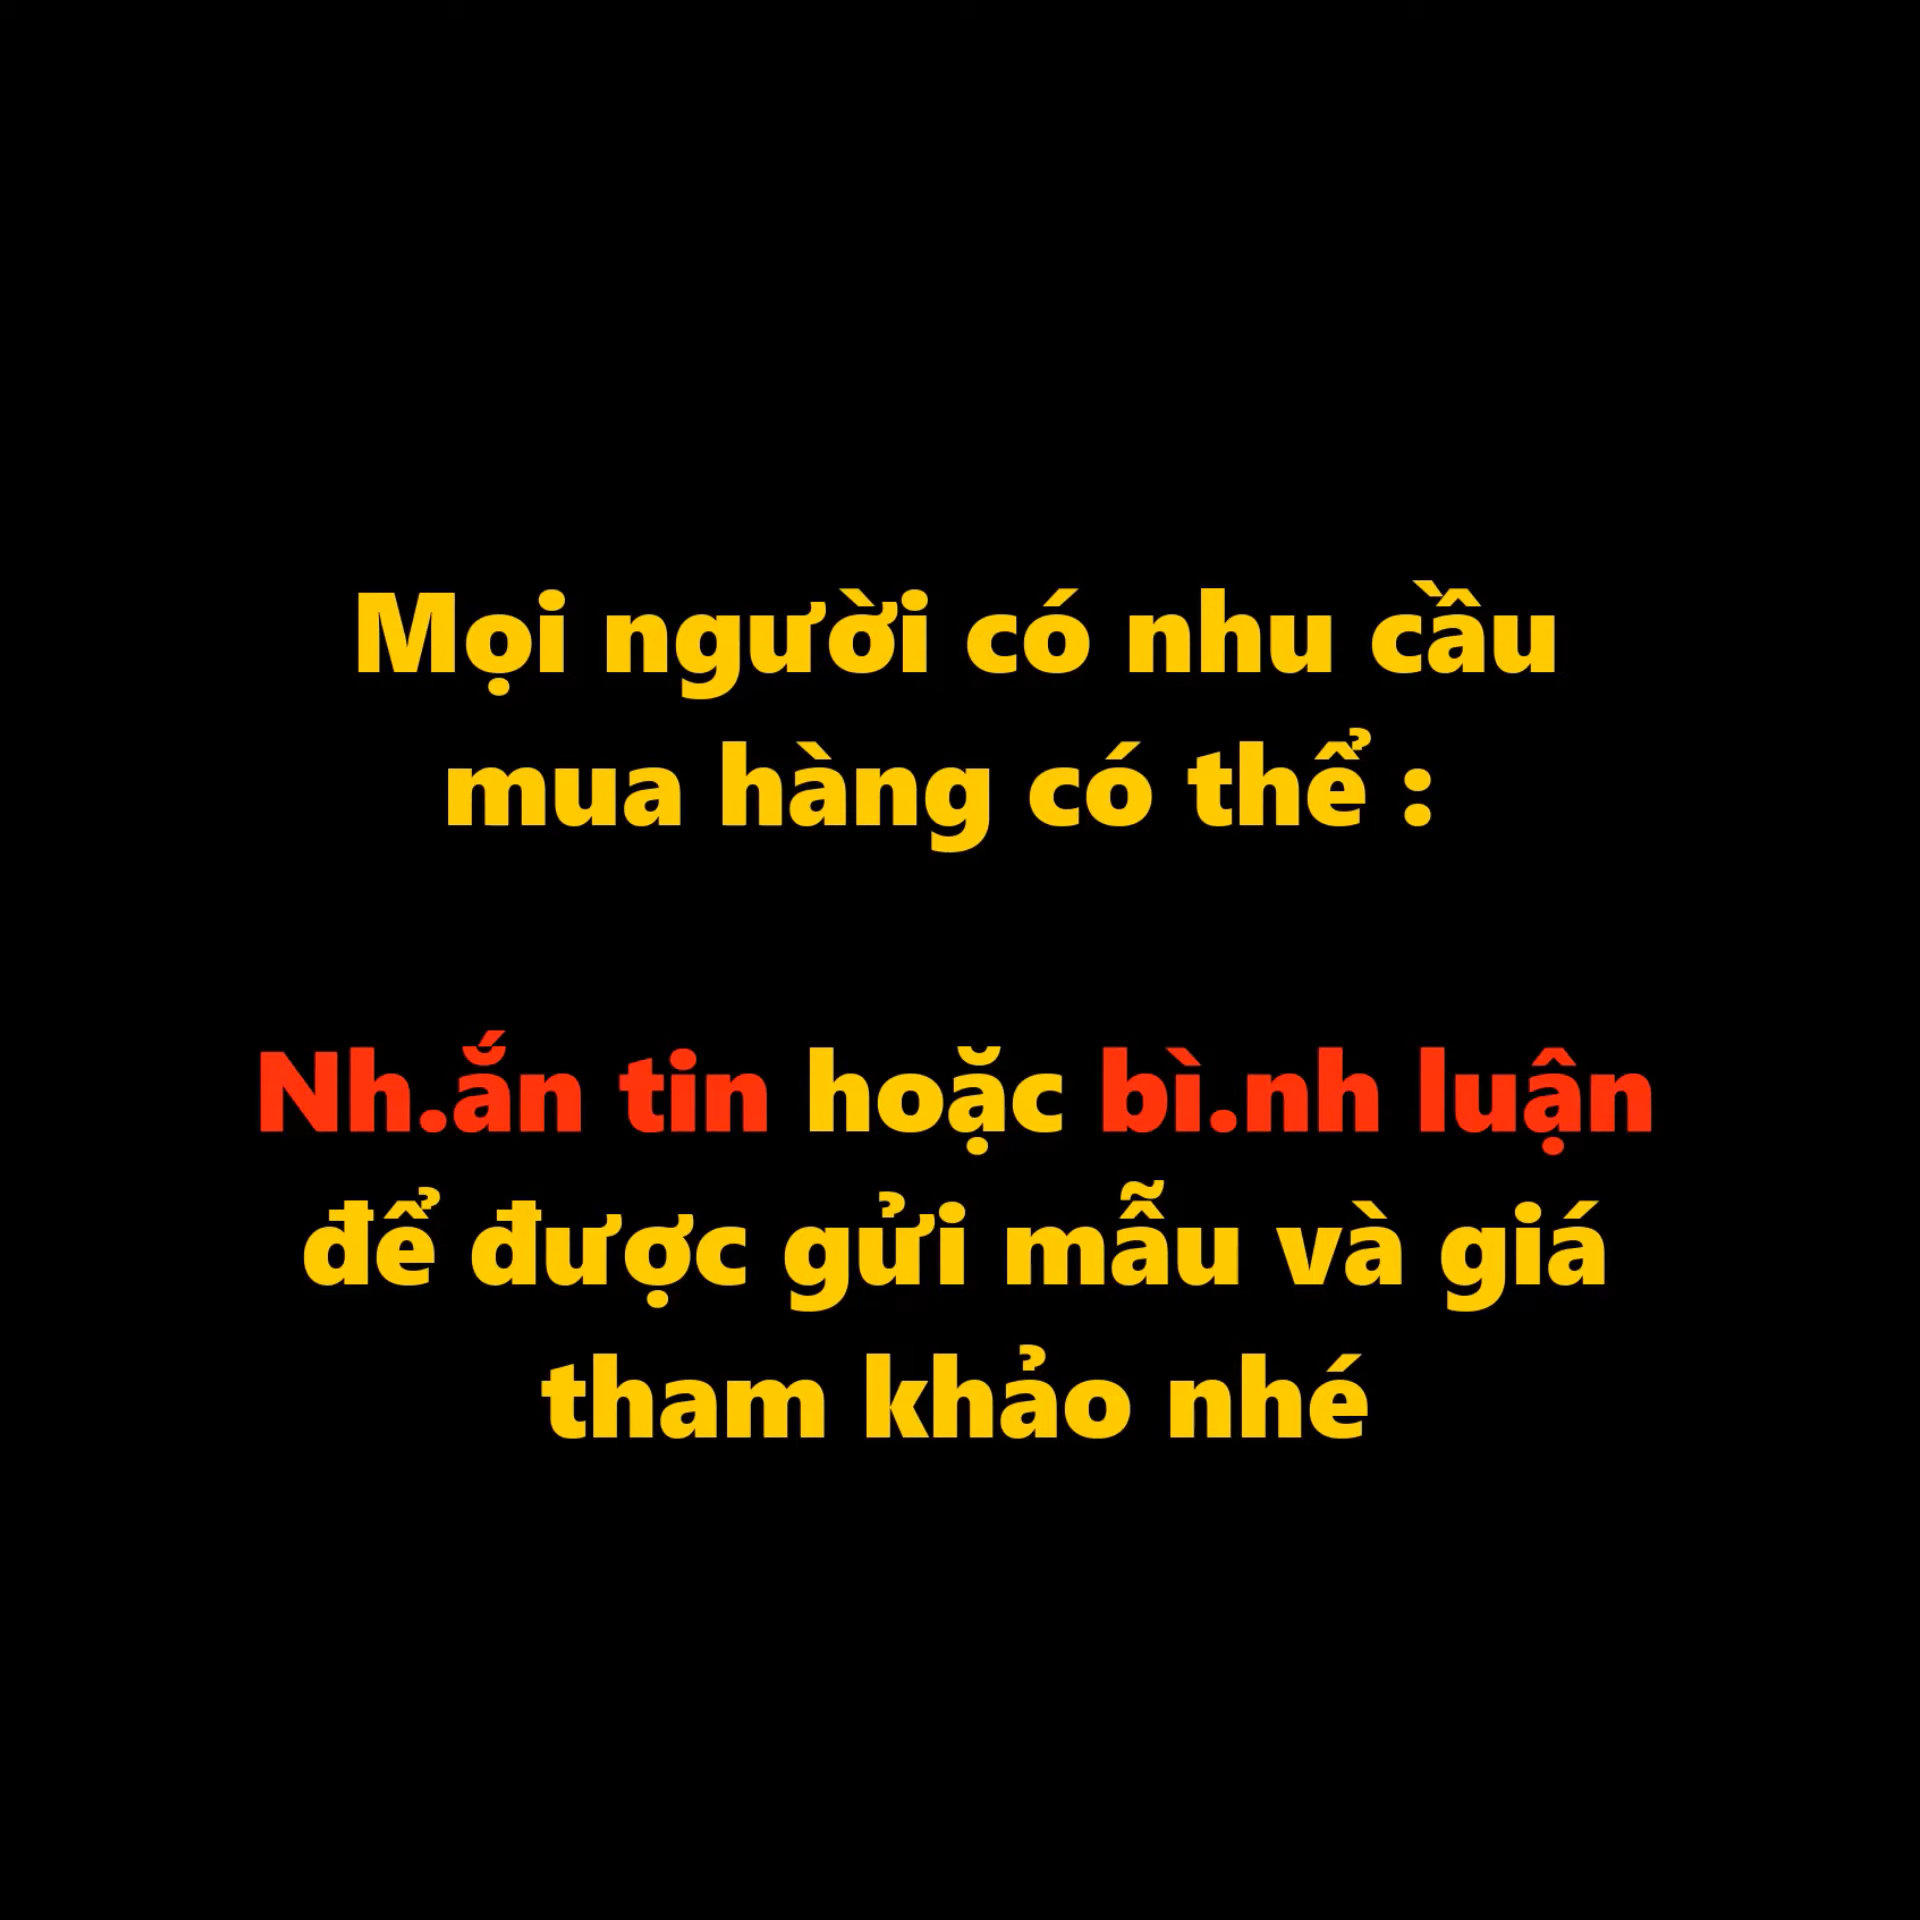 Mọi người có nhu cầu
mua hàng có thể :
Nh.ắn tin hoặc bì.nh luận
để được gửi mẫu và giá
tham khảo nhé